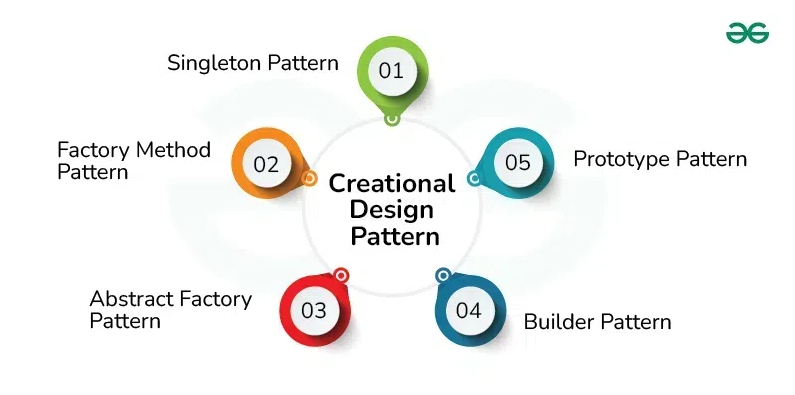 Singleton Pattern
01
Factory Method
Pattern
02
05
Prototype Pattern
Creational
Design
Pattern
Abstract Factory
Pattern
03
04
Builder Pattern